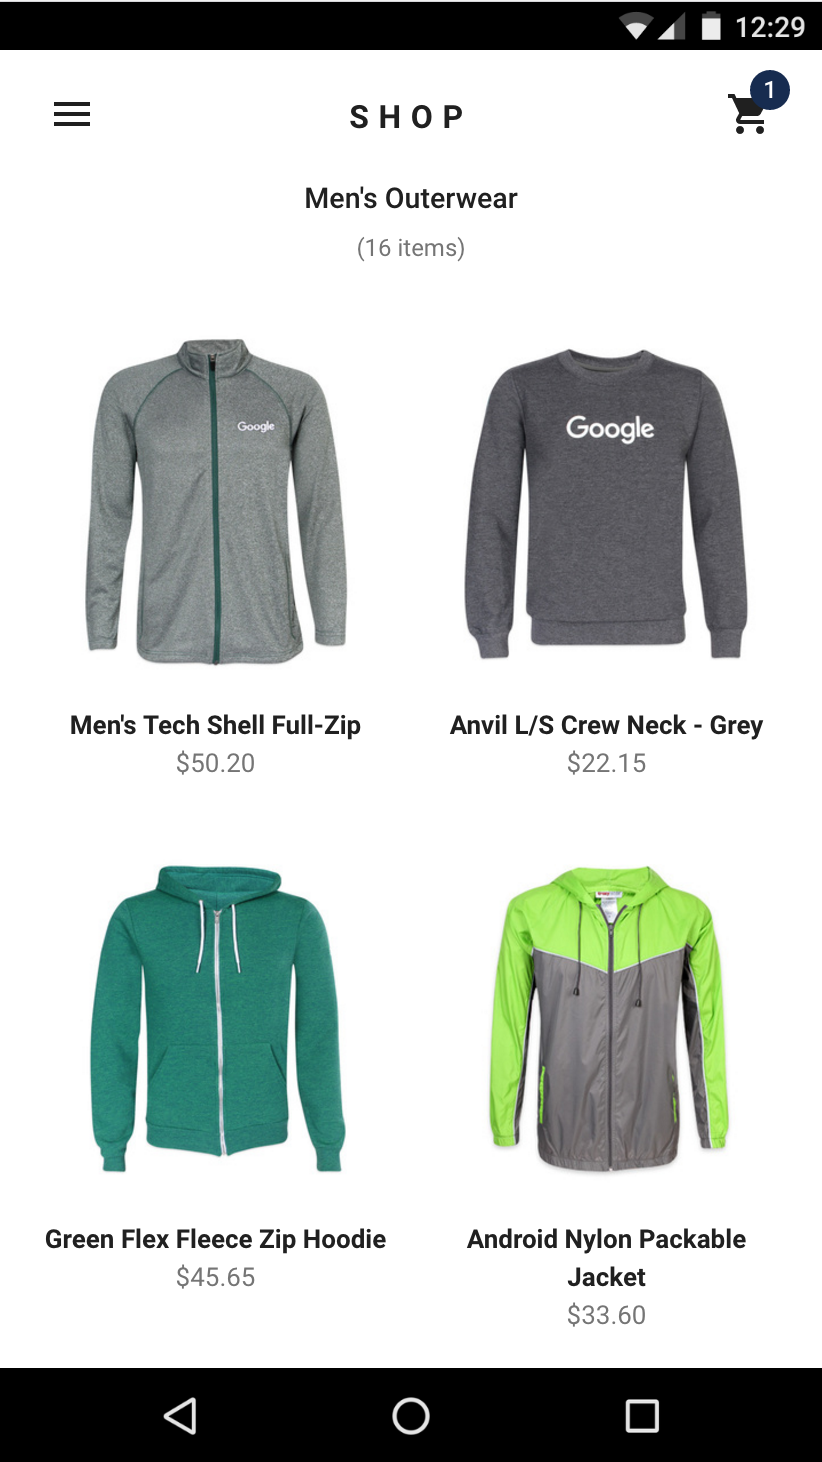 12:29
SHOP
1
Men's Outerwear
(16 items)
Google
Google
Men's Tech Shell Full-Zip
Anvil L/S Crew Neck - Grey
$50.20
$22.15
Green Flex Fleece Zip Hoodie
$45.65
Android Nylon Packable
Jacket
$33.60